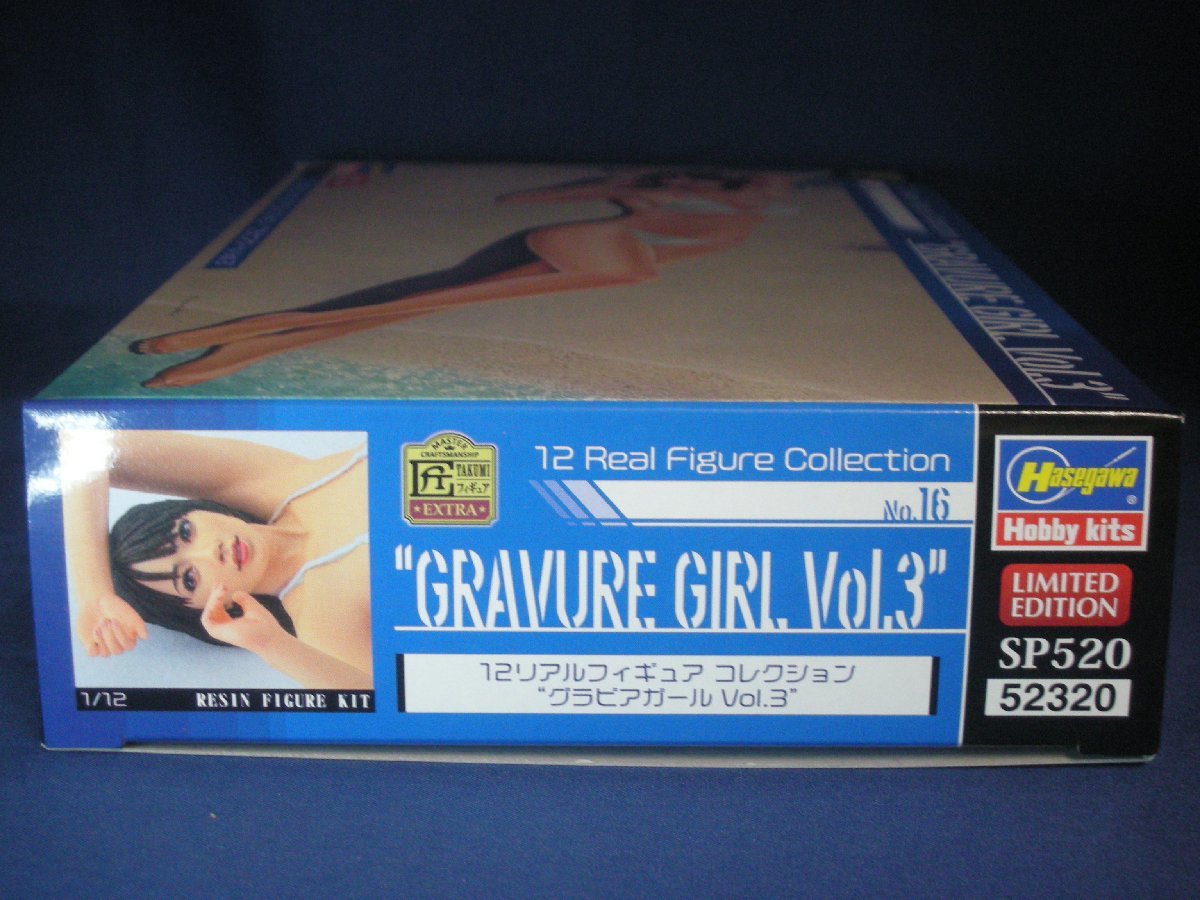 GRAVURE GIRL Vol.3"
MASTER
CRAFTSMANSHIP
TAKUMI
フィギュア
EXTRA
12 Real Figure Collection
No.16
"GRAVURE GIRL Vol.3"
12リアルフィギュア コレクション
"グラビアガール Vol.3"
1/12
RESIN FIGURE KIT
Hasegawa
Hobby kits
LIMITED
EDITION
SP520
52320